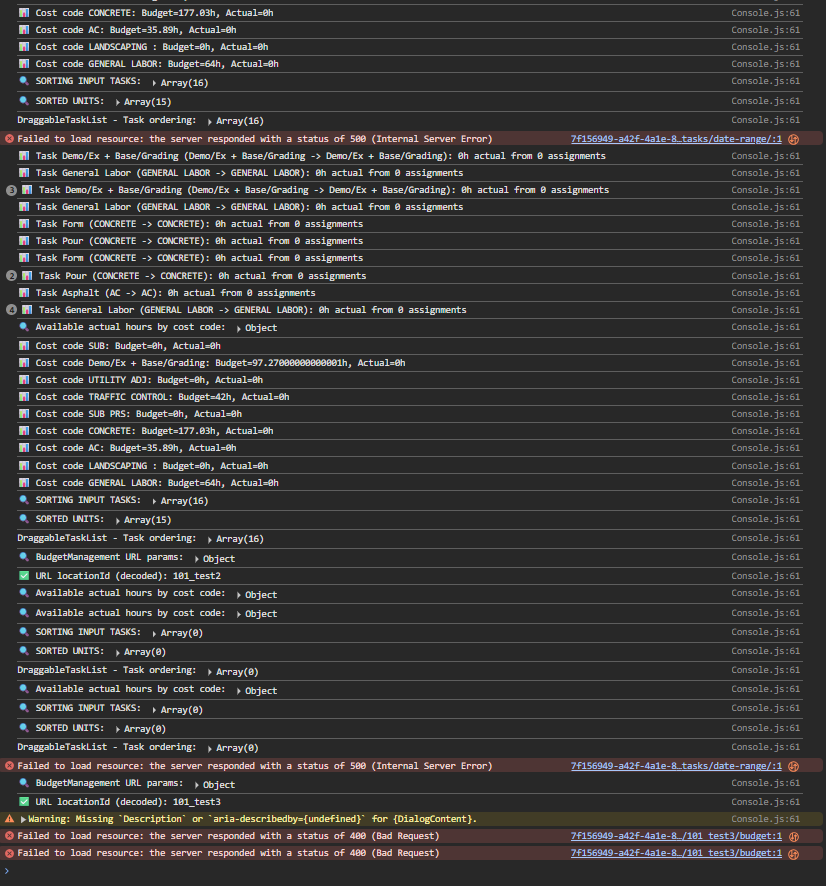 Cost code CONCRETE: Budget=177.03h, Actual=0h Console.js:61
Cost code AC: Budget=35.89h, Actual=0h Console.js:61
Cost code LANDSCAPING : Budget=0h, Actual=0h Console.js:61
Cost code GENERAL LABOR: Budget=64h, Actual=0h Console.js:61
SORTING INPUT TASKS: ▸ Array(16) Console.js:61
SORTED UNITS: ▸ Array(15) Console.js:61
DraggableTaskList - Task ordering: ▸ Array(16) Console.js:61
Failed to load resource: the server responded with a status of 500 (Internal Server Error) 7f156949-a42f-4a1e-8…tasks/date-range/:1
Task Demo/Ex + Base/Grading (Demo/Ex + Base/Grading -> Demo/Ex + Base/Grading): 0h actual from 0 assignments Console.js:61
Task General Labor (GENERAL LABOR -> GENERAL LABOR): 0h actual from 0 assignments Console.js:61
3 Task Demo/Ex + Base/Grading (Demo/Ex + Base/Grading -> Demo/Ex + Base/Grading): 0h actual from 0 assignments Console.js:61
Task General Labor (GENERAL LABOR -> GENERAL LABOR): 0h actual from 0 assignments Console.js:61
Task Form (CONCRETE -> CONCRETE): 0h actual from 0 assignments Console.js:61
Task Pour (CONCRETE -> CONCRETE): 0h actual from 0 assignments Console.js:61
Task Form (CONCRETE -> CONCRETE): 0h actual from 0 assignments Console.js:61
2 Task Pour (CONCRETE -> CONCRETE): 0h actual from 0 assignments Console.js:61
Task Asphalt (AC -> AC): 0h actual from 0 assignments Console.js:61
4 Task General Labor (GENERAL LABOR -> GENERAL LABOR): 0h actual from 0 assignments Console.js:61
Available actual hours by cost code: ▸ Object Console.js:61
Cost code SUB: Budget=0h, Actual=0h Console.js:61
Cost code Demo/Ex + Base/Grading: Budget=97.27000000000001h, Actual=0h Console.js:61
Cost code UTILITY ADJ: Budget=0h, Actual=0h Console.js:61
Cost code TRAFFIC CONTROL: Budget=42h, Actual=0h Console.js:61
Cost code SUB PRS: Budget=0h, Actual=0h Console.js:61
Cost code CONCRETE: Budget=177.03h, Actual=0h Console.js:61
Cost code AC: Budget=35.89h, Actual=0h Console.js:61
Cost code LANDSCAPING : Budget=0h, Actual=0h Console.js:61
Cost code GENERAL LABOR: Budget=64h, Actual=0h Console.js:61
SORTING INPUT TASKS: ▸ Array(16) Console.js:61
SORTED UNITS: ▸ Array(15) Console.js:61
DraggableTaskList - Task ordering: ▸ Array(16) Console.js:61
BudgetManagement URL params: ▸ Object Console.js:61
URL locationId (decoded): 101_test2 Console.js:61
Available actual hours by cost code: ▸ Object Console.js:61
Available actual hours by cost code: ▸ Object Console.js:61
SORTING INPUT TASKS: ▸ Array(0) Console.js:61
SORTED UNITS: ▸ Array(0) Console.js:61
DraggableTaskList - Task ordering: ▸ Array(0) Console.js:61
Available actual hours by cost code: ▸ Object Console.js:61
SORTING INPUT TASKS: ▸ Array(0) Console.js:61
SORTED UNITS: ▸ Array(0) Console.js:61
DraggableTaskList - Task ordering: ▸ Array(0) Console.js:61
Failed to load resource: the server responded with a status of 500 (Internal Server Error) 7f156949-a42f-4a1e-8…tasks/date-range/:1
BudgetManagement URL params: ▸ Object Console.js:61
URL locationId (decoded): 101_test3 Console.js:61
▸Warning: Missing `Description` or `aria-describedby={undefined}` for {DialogContent}. Console.js:61
Failed to load resource: the server responded with a status of 400 (Bad Request) 7f156949-a42f-4a1e-8…/101_test3/budget:1
Failed to load resource: the server responded with a status of 400 (Bad Request) 7f156949-a42f-4a1e-8…/101_test3/budget:1